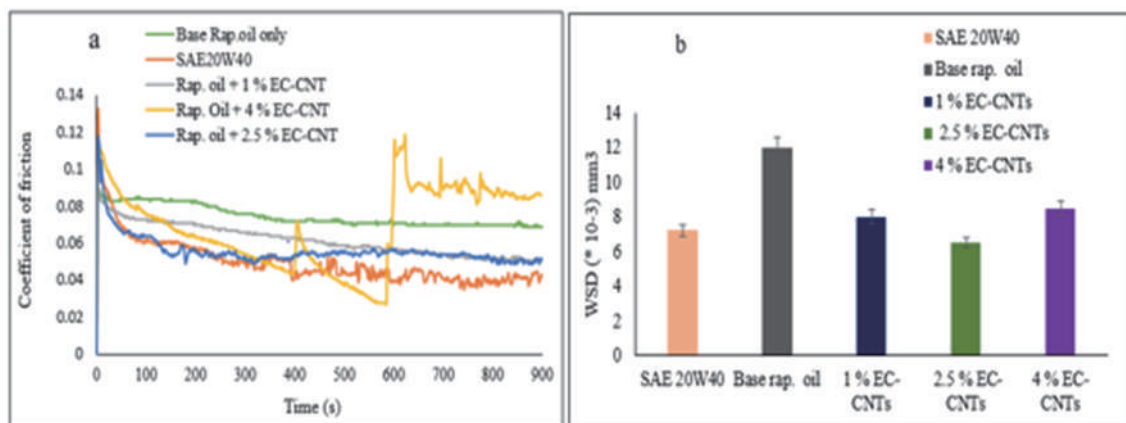 a
Base Rap.oil only
SAE20W40
Rap. oil + 1 % EC-CNT
Rap. Oil + 4 % EC-CNT
Rap. oil + 2.5 % EC-CNT
Coefficient of friction
0.14
0.12
0.1
0.08
0.06
0.04
0.02
0
0 100 200 300 400 500 600 700 800 900
Time (s)
b
SAE 20W40
Base rap. oil
1 % EC-CNTs
2.5 % EC-CNTs
4 % EC-CNTs
WSD (* 10-3) mm3
14
12
10
8
6
4
2
0
SAE 20W40 Base rap. oil 1 % EC- 2.5 % EC- 4 % EC-
CNTs CNTs CNTs